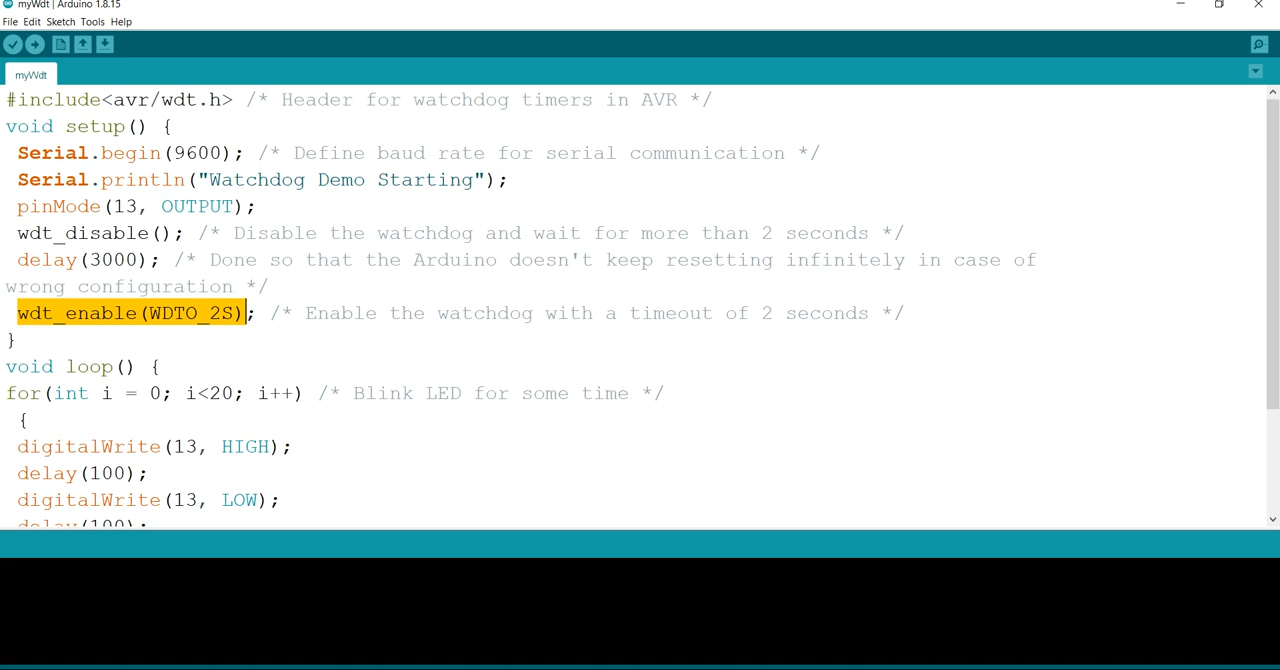 myWdt | Arduino 1.8.15
File Edit Sketch Tools Help
myWdt
#include<avr/wdt.h> /* Header for watchdog timers in AVR */
void setup() {
Serial.begin(9600); /* Define baud rate for serial communication */
Serial.println("Watchdog Demo Starting");
pinMode(13, OUTPUT);
wdt_disable(); /* Disable the watchdog and wait for more than 2 seconds */
delay(3000); /* Done so that the Arduino doesn't keep resetting infinitely in case of
wrong configuration */
wdt_enable(WDTO_2S); /* Enable the watchdog with a timeout of 2 seconds */
}
void loop() {
for(int i = 0; i<20; i++) /* Blink LED for some time */
{
digitalWrite(13, HIGH);
delay(100);
digitalWrite(13, LOW);
delay(100);